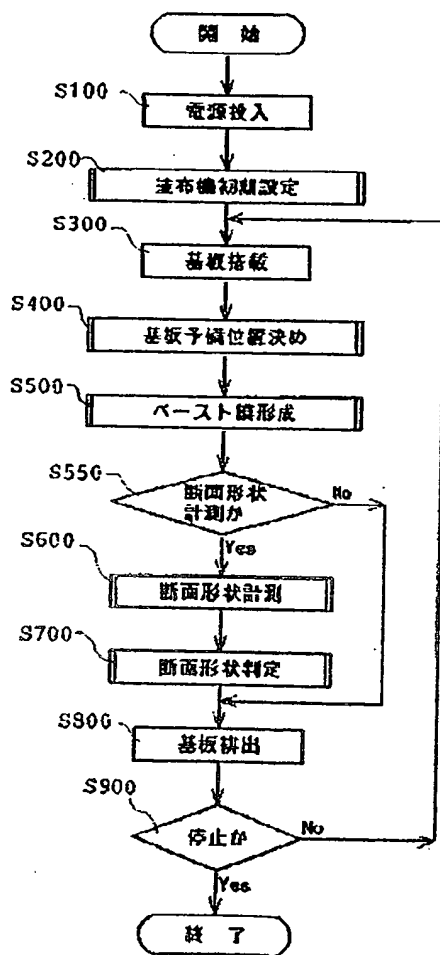 開始
S100
電源投入
S200
塗布機初期設定
S300
基板搭載
S400
基板予備位置決め
S500
ペースト膜形成
S550
断面形状
計測か
No
Yes
S600
断面形状計測
S700
断面形状判定
S800
基板排出
S900
停止か
No
Yes
終了